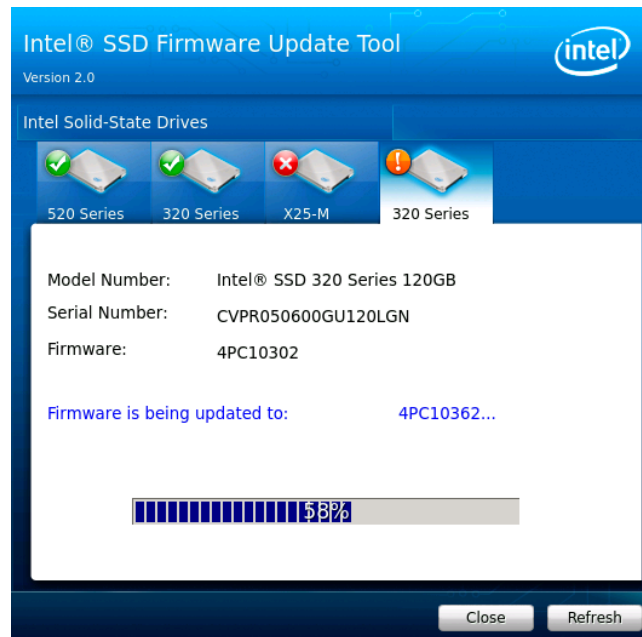 Intel® SSD Firmware Update Tool
intel
Version 2.0
Intel Solid-State Drives
520 Series 320 Series X25-M 320 Series
Model Number: Intel® SSD 320 Series 120GB
Serial Number: CVPR050600GU120LGN
Firmware: 4PC10302
Firmware is being updated to: 4PC10362...
58%
Close Refresh